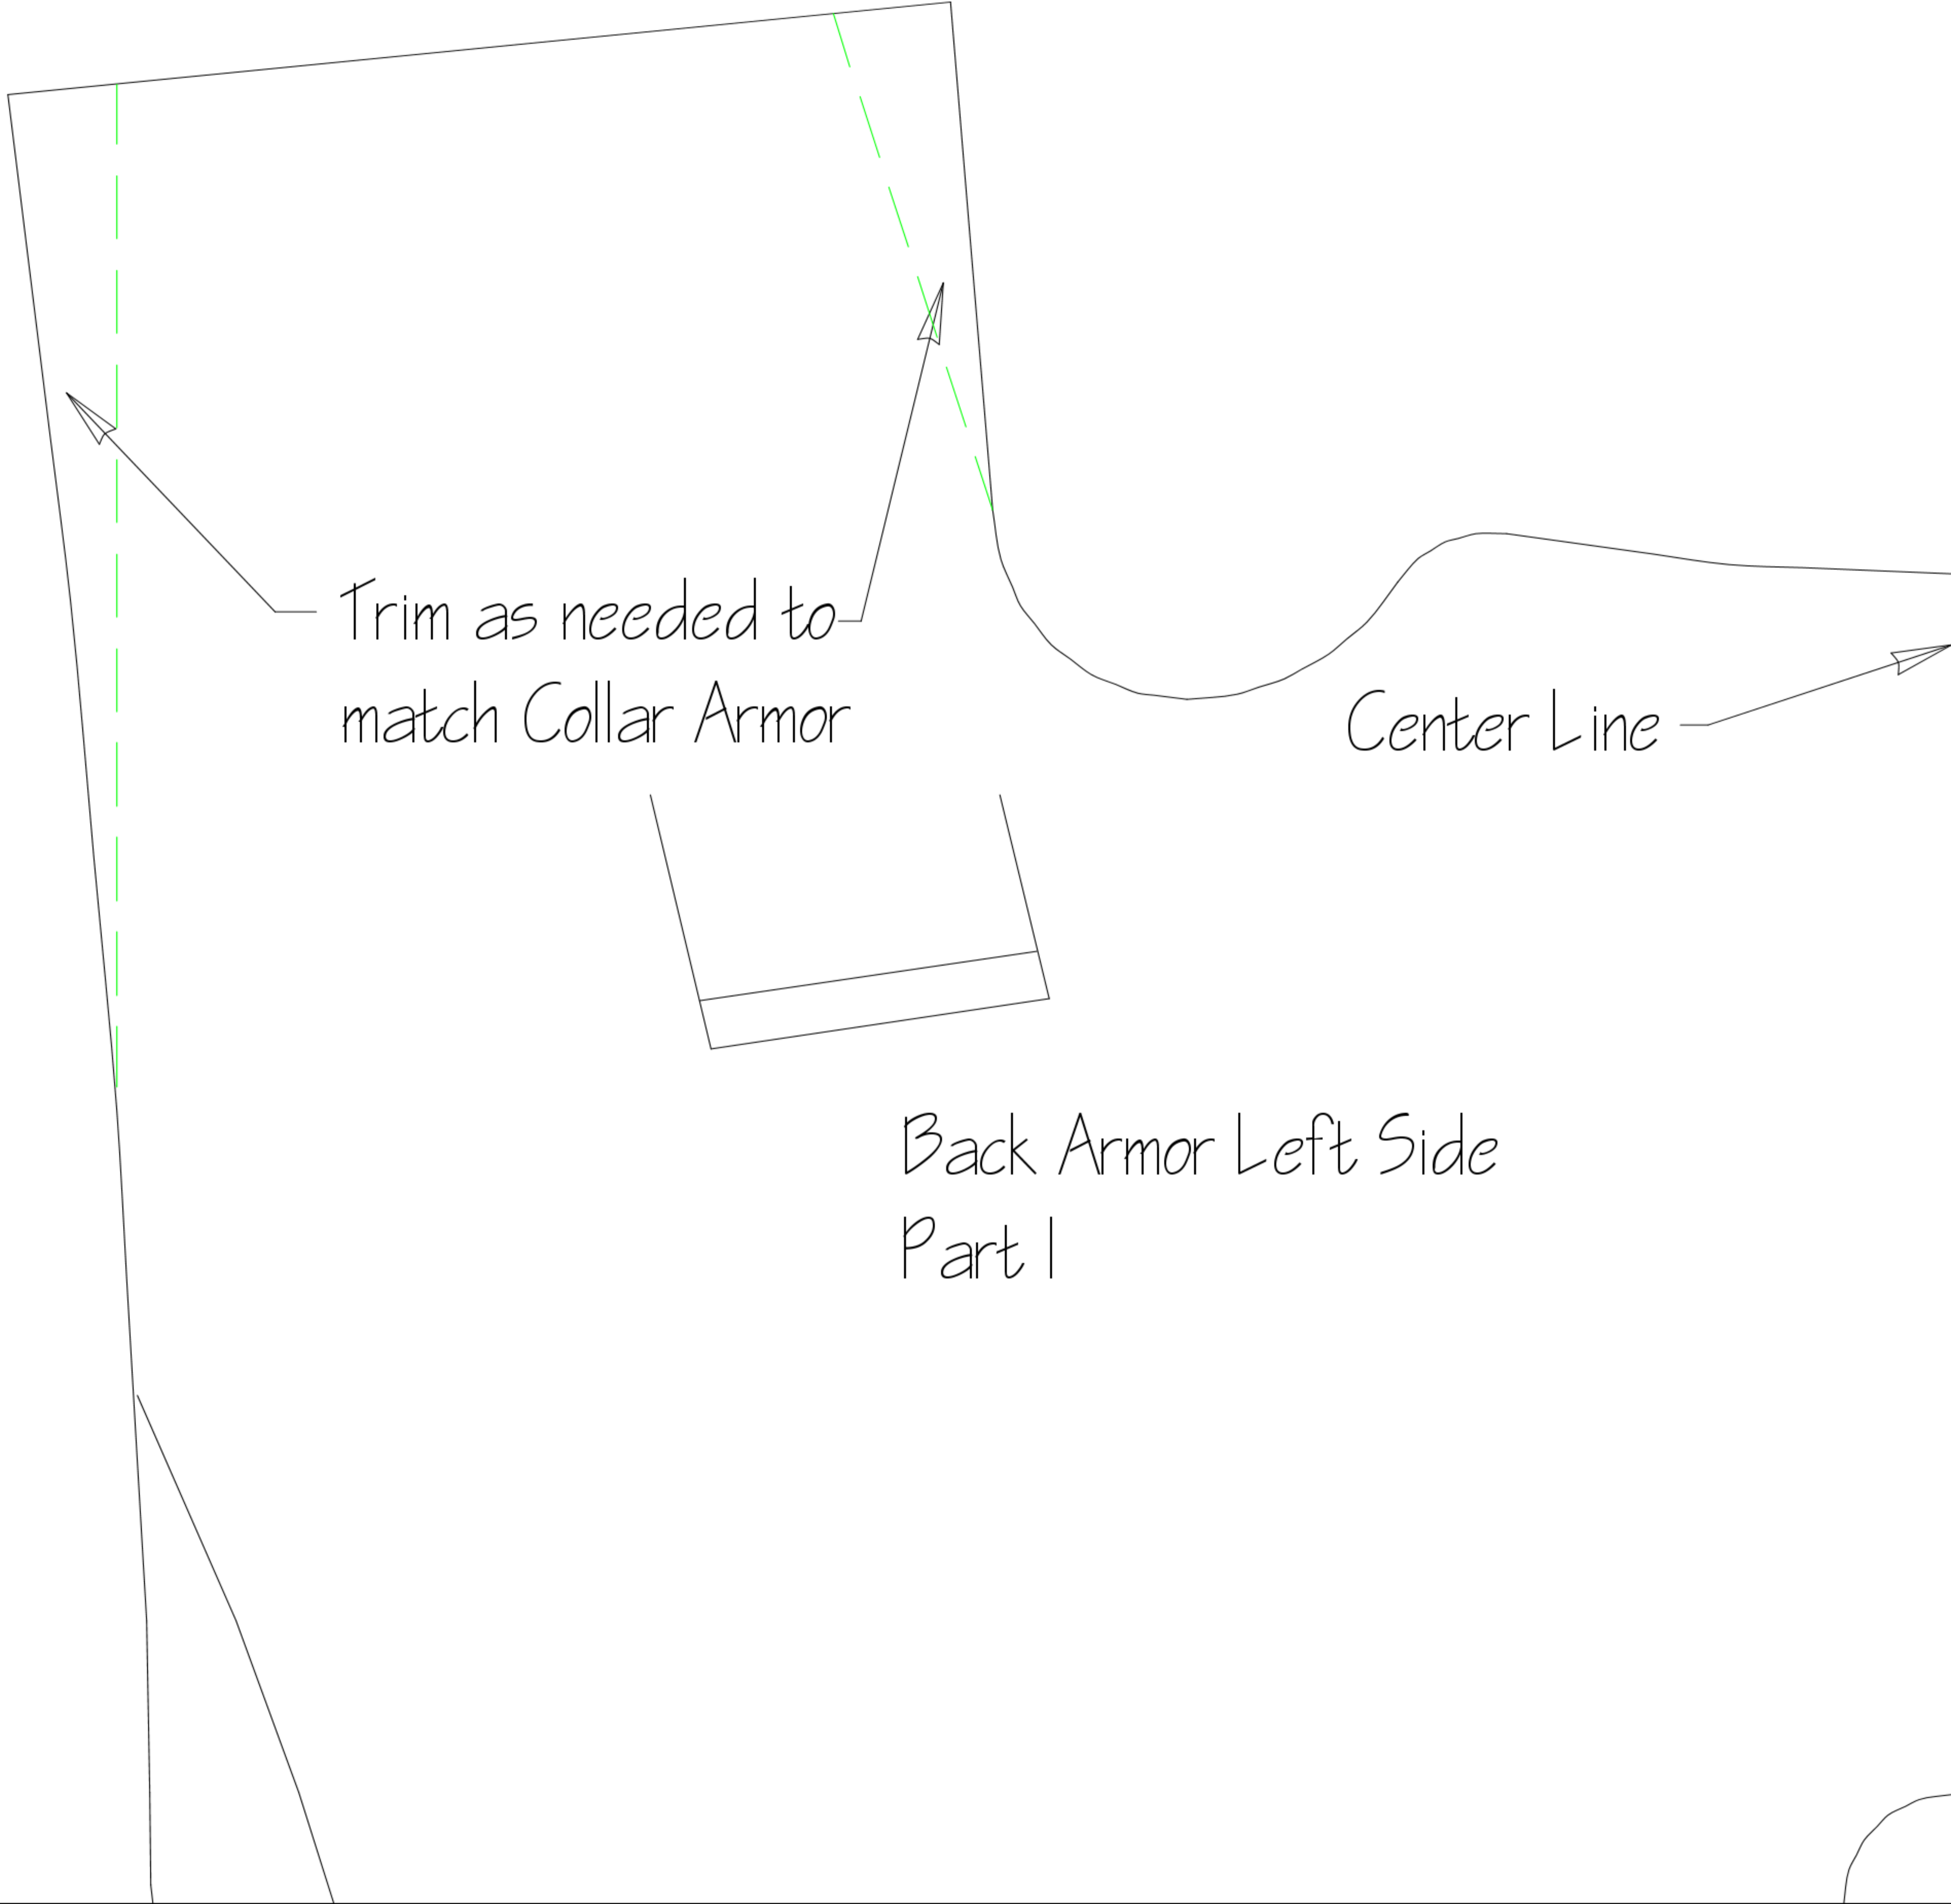 Trim as needed to
match Collar Armor
Center Line
Back Armor Left Side
Part 1